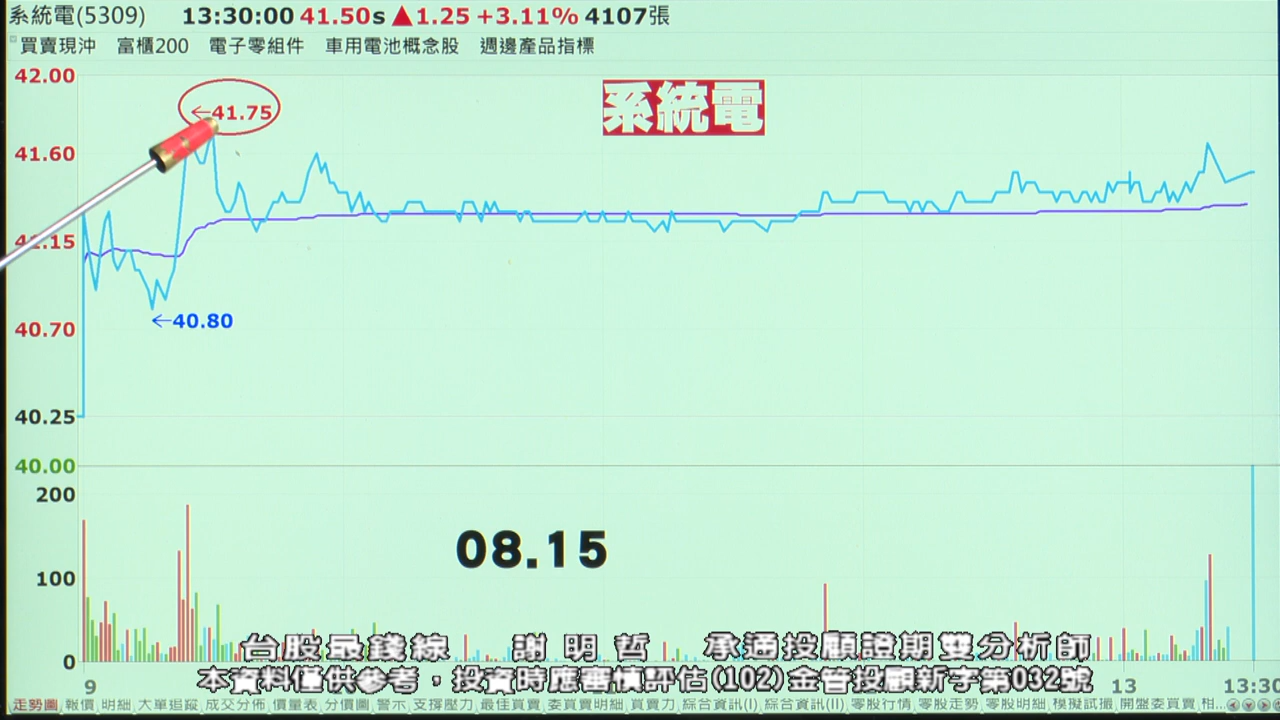 系統電(5309) 13:30:00 41.50s ▲1.25 +3.11% 4107張
買賣現沖 富櫃200 電子零組件 車用電池概念股 週邊產品指標
42.00
←41.75
系統電
41.60
41.15
←40.80
40.70
40.25
40.00
200
08.15
100
0
台股最錢線 謝明哲 承通投顧證期雙分析師
本資料僅供參考，投資時應審慎評估(102)金管投顧新字第032號
9 13 13:30
走勢圖 報價 明細 大單追蹤 成交分佈 價量表 分價圖 警示 支撐壓力 最佳買賣 委買賣明細 買賣力 綜合資訊(I) 綜合資訊(II) 零股行情 零股走勢 零股明細 模擬試撮 開盤委買賣 相...